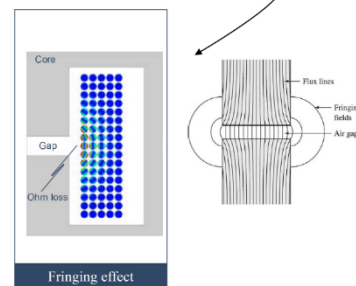 Core
Gap
Ohm loss
Fringing effect
Flux lines
Fringing
fields
Air gap